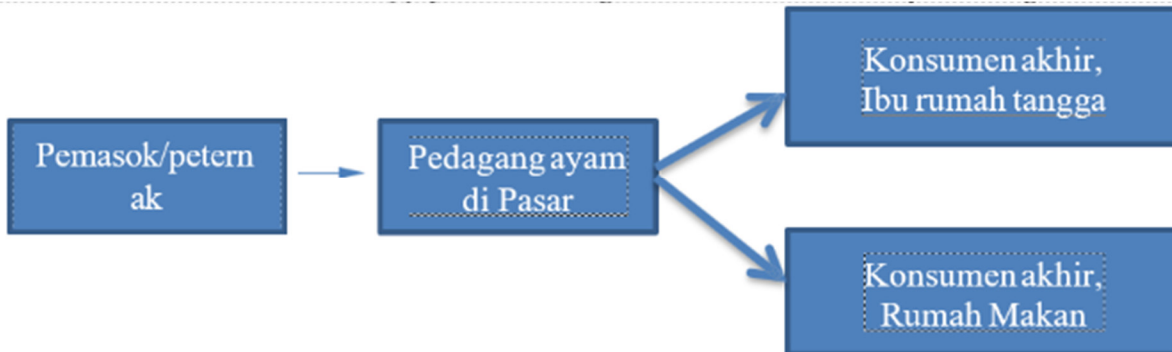 Pemasok/petern
ak
Pedagang ayam
di Pasar
Konsumen akhir,
Ibu rumah tangga
Konsumen akhir,
Rumah Makan